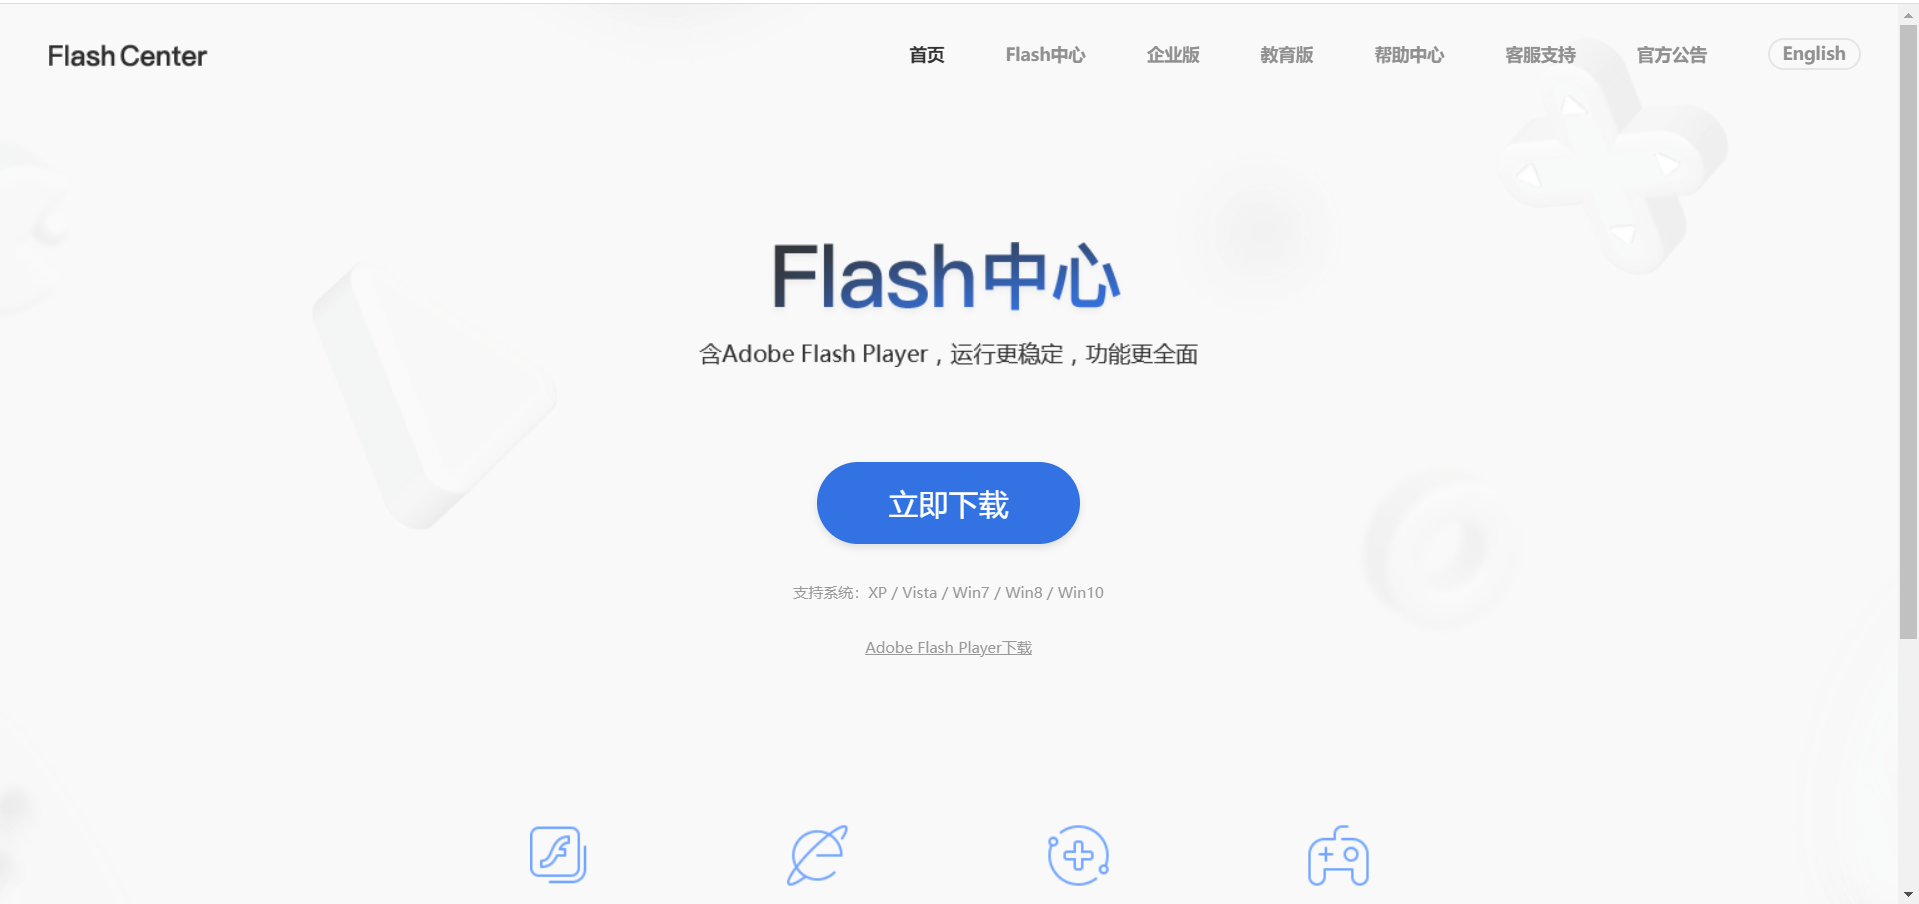 Flash Center
首页
Flash中心
企业版
教育版
帮助中心
客服支持
官方公告
English
Flash中心
含Adobe Flash Player，运行更稳定，功能更全面
立即下载
支持系统：XP / Vista / Win7 / Win8 / Win10
Adobe Flash Player下载